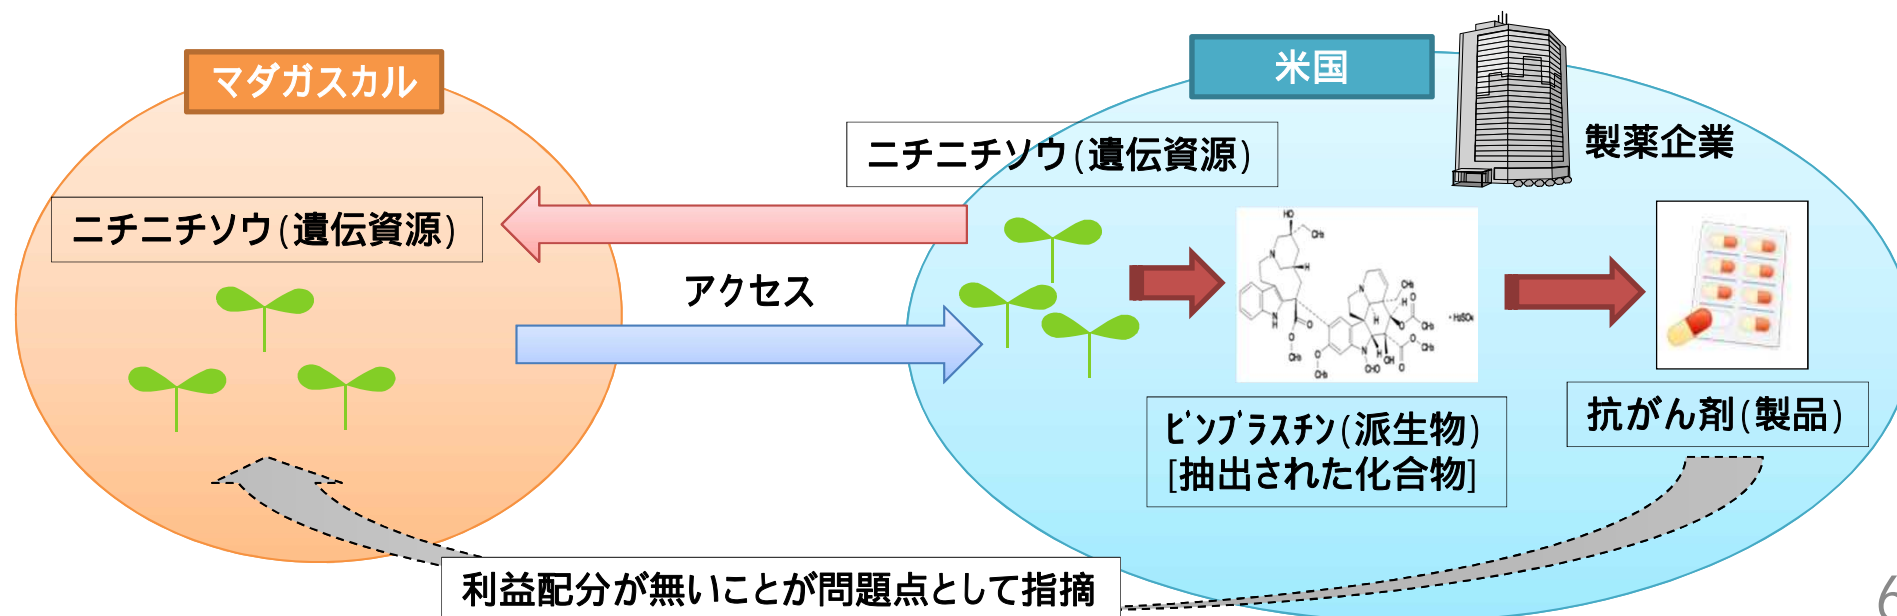 マダガスカル
米国
製薬企業
ニチニチソウ(遺伝資源)
ニチニチソウ(遺伝資源)
アクセス
ﾋﾞﾝﾌﾞﾗｽﾁﾝ(派生物)
[抽出された化合物]
抗がん剤(製品)
利益配分が無いことが問題点として指摘
6